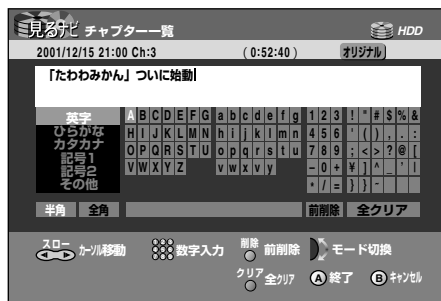 見るナビ チャプター一覧 HDD
2001/12/15 21:00 Ch:3 (0:52:40) オリジナル
「たわわみかん」ついに始動
英字 A B C D E F G a b c d e f g 1 2 3 ! " # $ % &
ひらがな H I J K L M N h i j k l m n 4 5 6 ' ( ) , . :
カタカナ O P Q R S T U o p q r s t u 7 8 9 ; < > ? @ [
記号1 V W X Y Z v w x v y - 0 + ¥ ] ^ _ ' |
記号2 * / = } } ~
その他
半角 全角 前削除 全クリア
スロー カーソル移動 数字入力 削除 前削除 モード切換
クリア 全クリア A 終了 B キャンセル